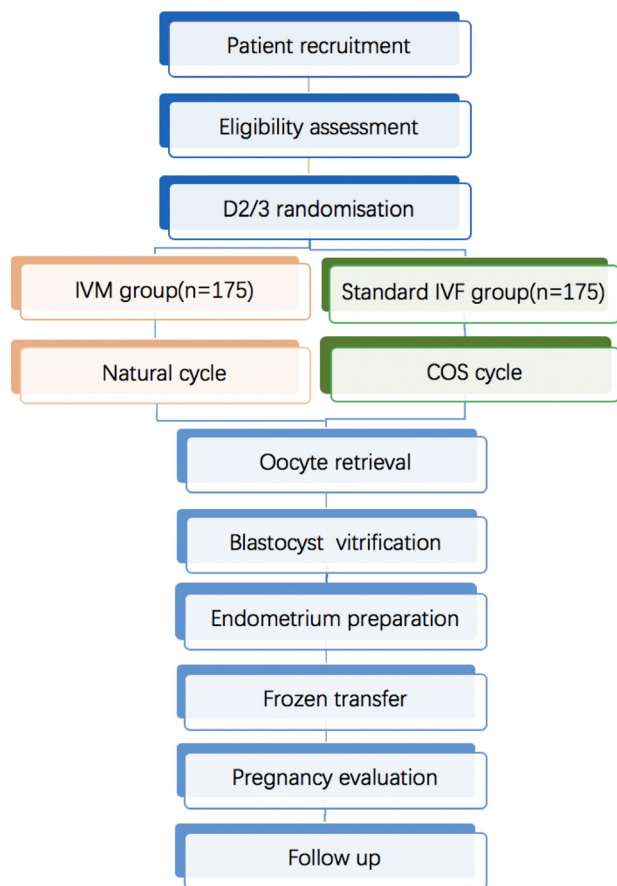 Patient recruitment
Eligibility assessment
D2/3 randomisation
IVM group(n=175)
Standard IVF group(n=175)
Natural cycle
COS cycle
Oocyte retrieval
Blastocyst vitrification
Endometrium preparation
Frozen transfer
Pregnancy evaluation
Follow up